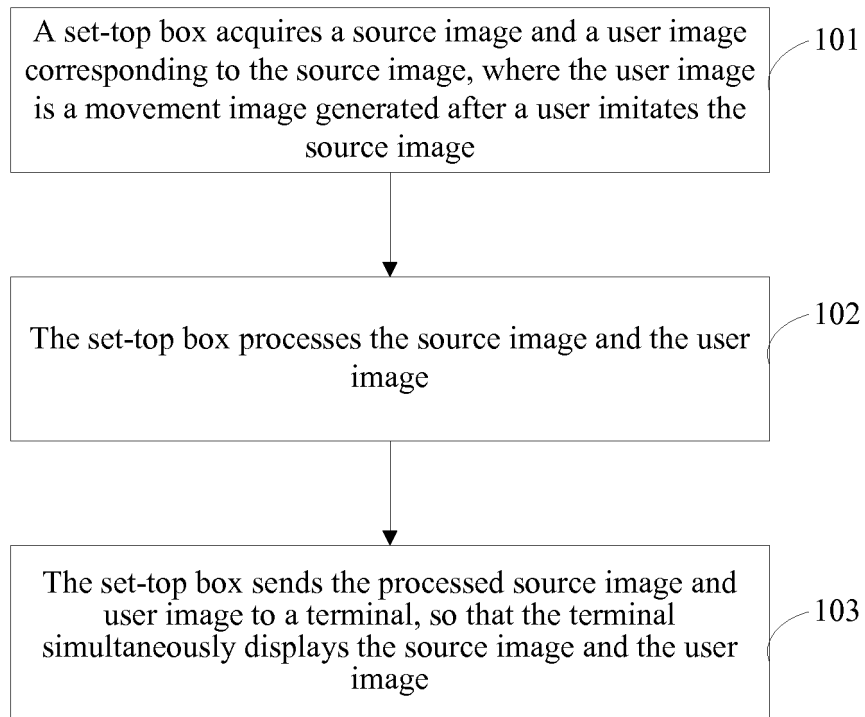 A set-top box acquires a source image and a user image
corresponding to the source image, where the user image
is a movement image generated after a user imitates the
source image
101
The set-top box processes the source image and the user
image
102
The set-top box sends the processed source image and
user image to a terminal, so that the terminal
simultaneously displays the source image and the user
image
103